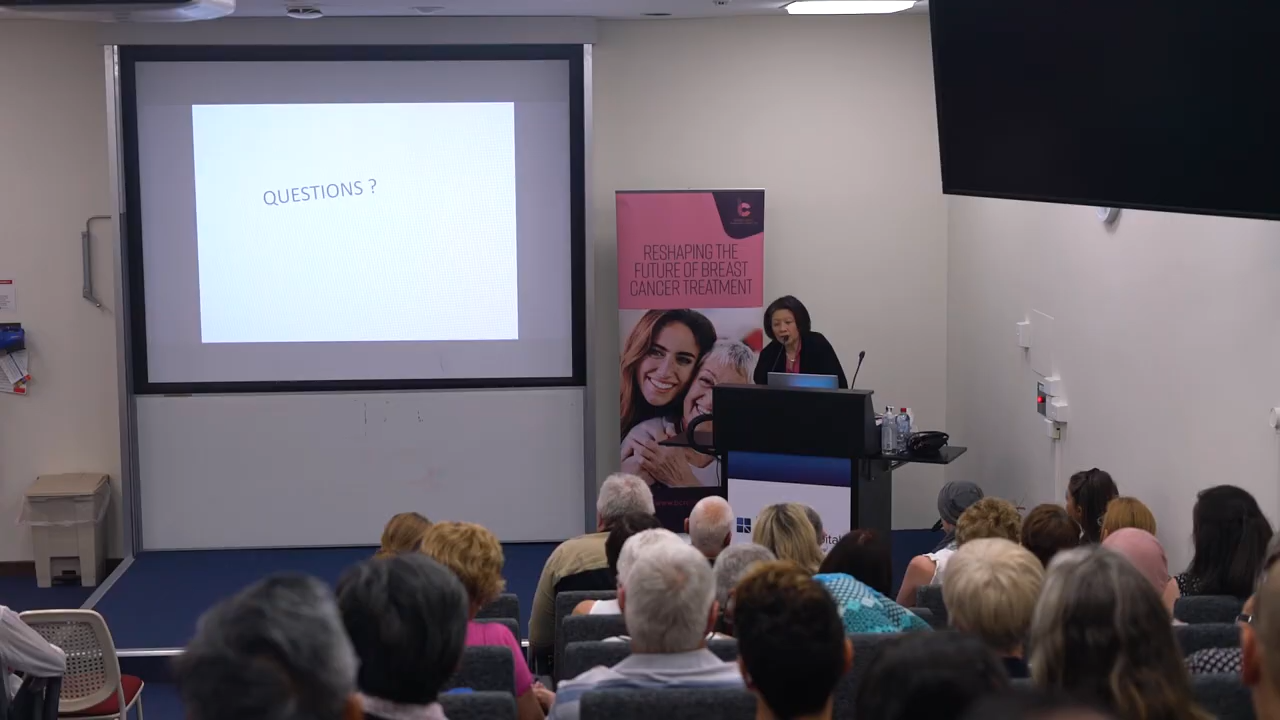 QUESTIONS ?
RESHAPING THE
FUTURE OF BREAST
CANCER TREATMENT